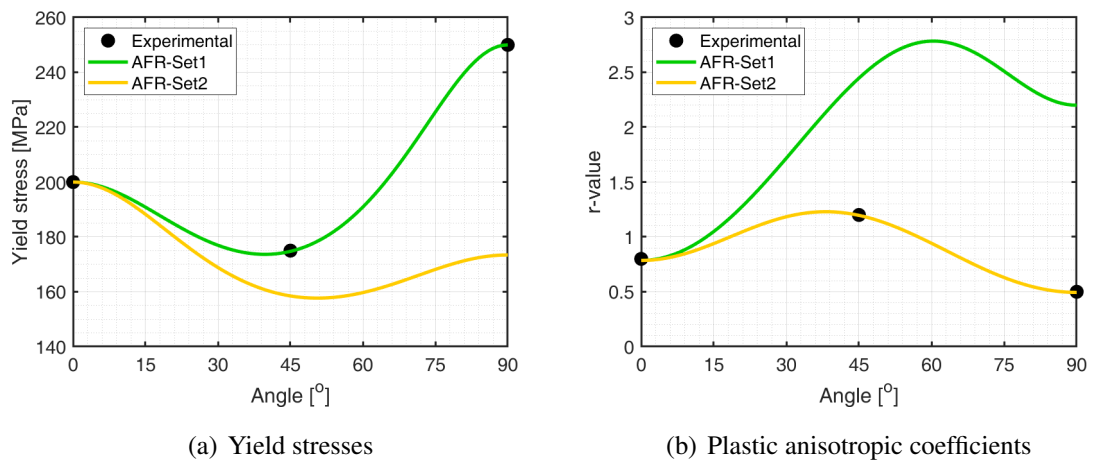 260
240
220
200
180
160
140
Yield stress [MPa]
Experimental
AFR-Set1
AFR-Set2
0 15 30 45 60 75 90
Angle [o]
(a) Yield stresses
3
2.5
2
1.5
1
0.5
0
r-value
Experimental
AFR-Set1
AFR-Set2
0 15 30 45 60 75 90
Angle [o]
(b) Plastic anisotropic coefficients